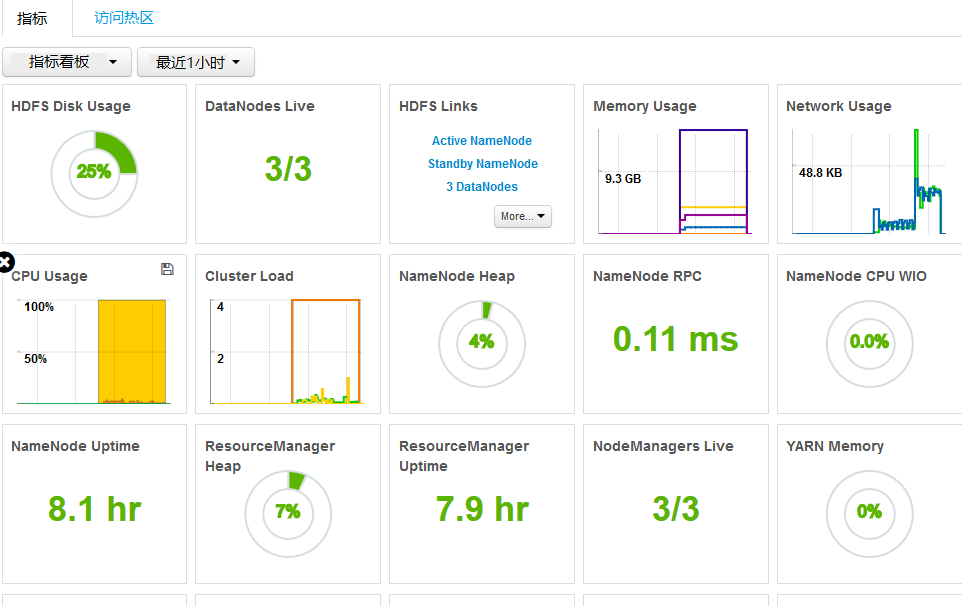 指标 访问热区
指标看板 最近1小时
HDFS Disk Usage
25%
DataNodes Live
3/3
HDFS Links
Active NameNode
Standby NameNode
3 DataNodes
More...
Memory Usage
9.3 GB
Network Usage
48.8 KB
CPU Usage
100%
50%
Cluster Load
4
2
NameNode Heap
4%
NameNode RPC
0.11 ms
NameNode CPU WIO
0.0%
NameNode Uptime
8.1 hr
ResourceManager
Heap
7%
ResourceManager
Uptime
7.9 hr
NodeManagers Live
3/3
YARN Memory
0%